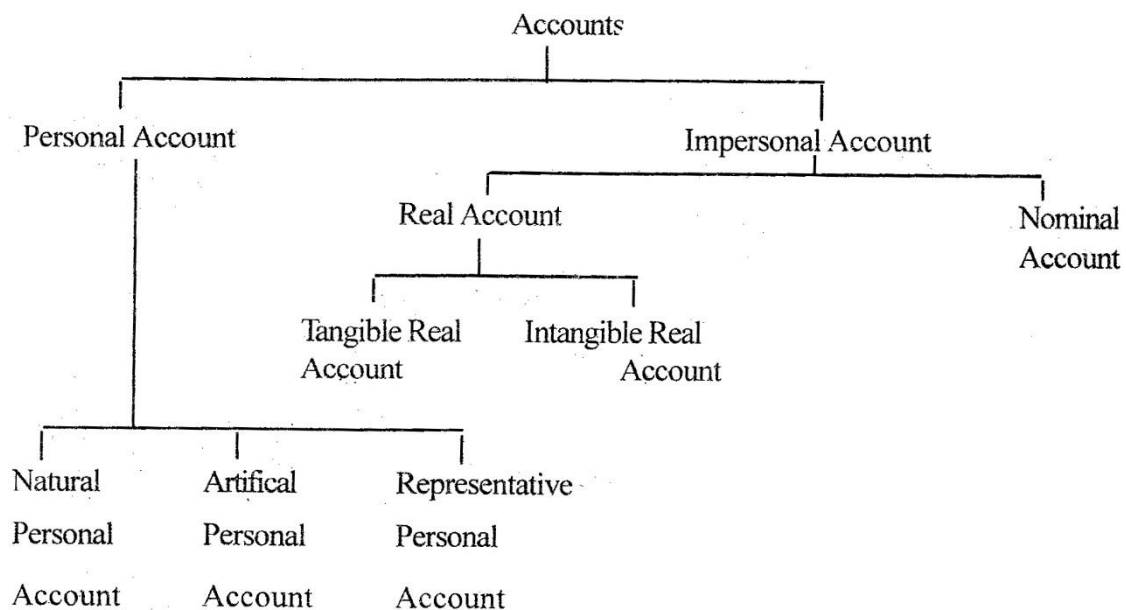 Accounts
Personal Account
Impersonal Account
Real Account
Nominal
Account
Tangible Real
Account
Intangible Real
Account
Natural
Personal
Account
Artifical
Personal
Account
Representative
Personal
Account